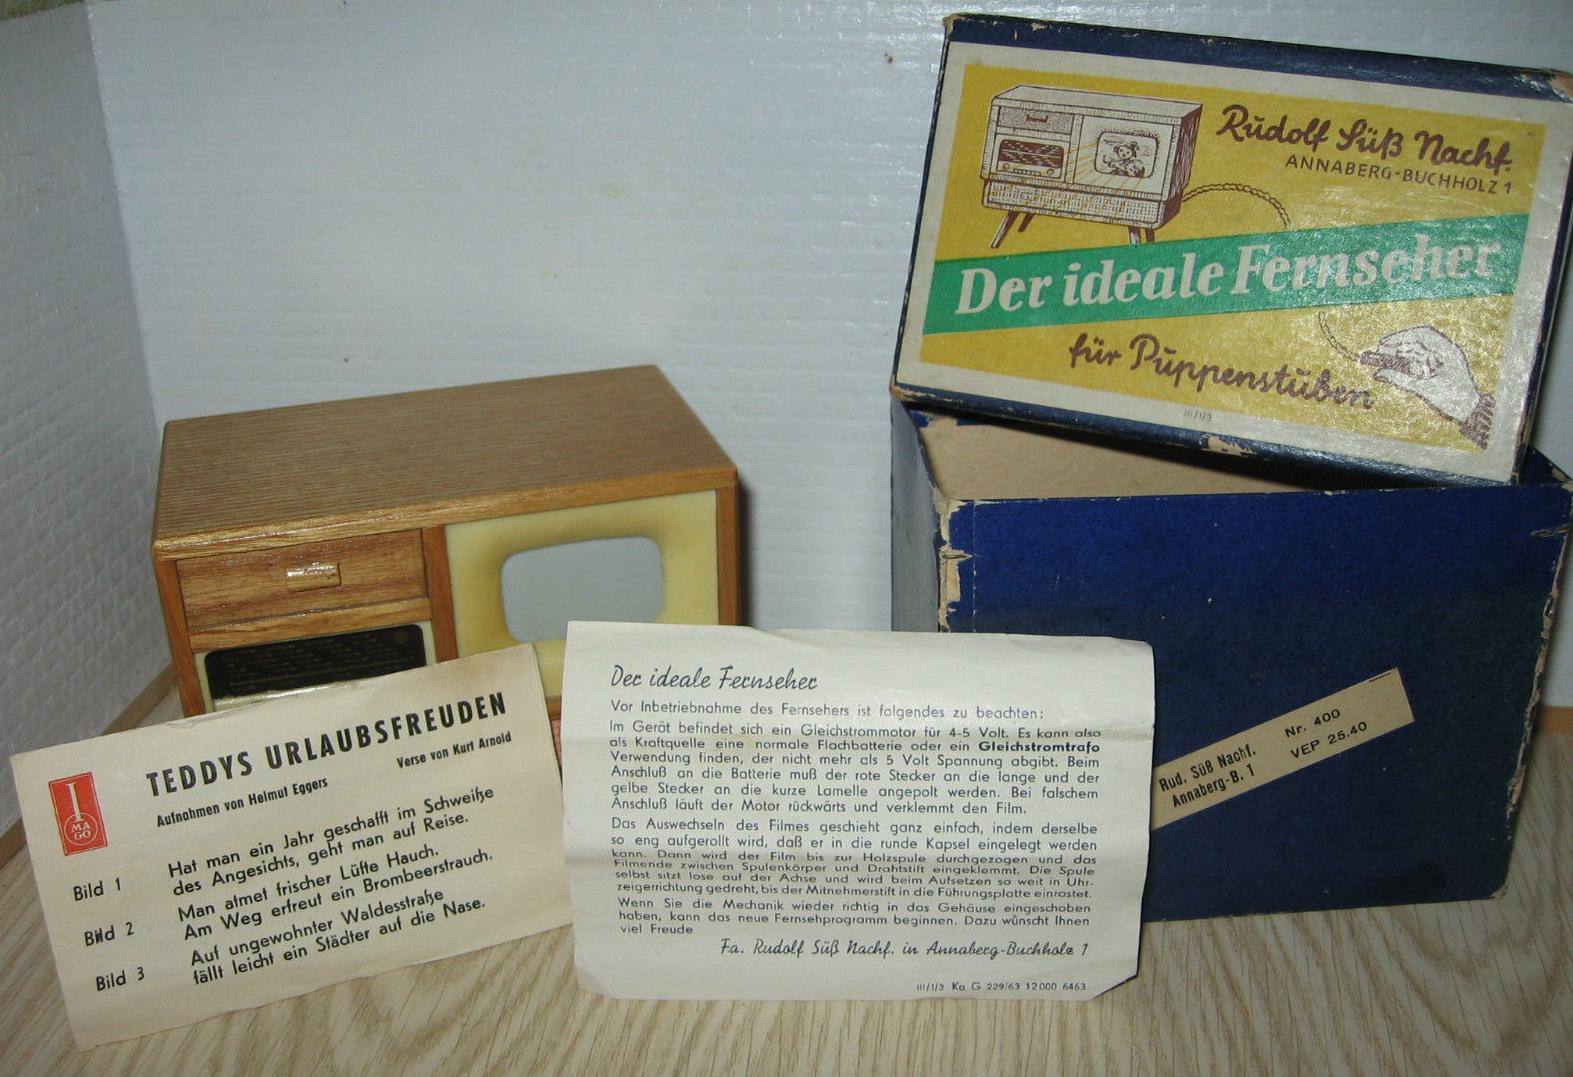 Rudolf Süß Nachf.
ANNABERG-BUCHHOLZ 1
Der ideale Fernseher
für Puppenstuben
III/1/3
Rud. Süß Nachf.
Annaberg-B. 1
Nr. 400
VEP 25.40
IMAGO
TEDDYS URLAUBSFREUDEN
Aufnahmen von Helmut Eggers
Verse von Kurt Arnold
Bild 1
Hat man ein Jahr geschafft im Schweiße
des Angesichts, geht man auf Reise.
Bild 2
Man atmet frischer Lüfte Hauch.
Am Weg erfreut ein Brombeerstrauch.
Bild 3
Auf ungewohnter Waldesstraße
fällt leicht ein Städter auf die Nase.
Der ideale Fernseher
Vor Inbetriebnahme des Fernsehers ist folgendes zu beachten:
Im Gerät befindet sich ein Gleichstrommotor für 4-5 Volt. Es kann also
als Kraftquelle eine normale Flachbatterie oder ein Gleichstromtrafo
Verwendung finden, der nicht mehr als 5 Volt Spannung abgibt. Beim
Anschluß an die Batterie muß der rote Stecker an die lange und der
gelbe Stecker an die kurze Lamelle angepolt werden. Bei falschem
Anschluß läuft der Motor rückwärts und verklemmt den Film.
Das Auswechseln des Filmes geschieht ganz einfach, indem derselbe
so eng aufgerollt wird, daß er in die runde Kapsel eingelegt werden
kann. Dann wird der Film bis zur Holzspule durchgezogen und das
Filmende zwischen Spulenkörper und Drahtstift eingeklemmt. Die Spule
selbst sitzt lose auf der Achse und wird beim Aufsetzen so weit in Uhr-
zeigerrichtung gedreht, bis der Mitnehmerstift in die Führungsplatte einrastet.
Wenn Sie die Mechanik wieder richtig in das Gehäuse eingeschoben
haben, kann das neue Fernsehprogramm beginnen. Dazu wünscht Ihnen
viel Freude
Fa. Rudolf Süß Nachf. in Annaberg-Buchholz 1
III/1/3 Ka G 229/63 12000 6463